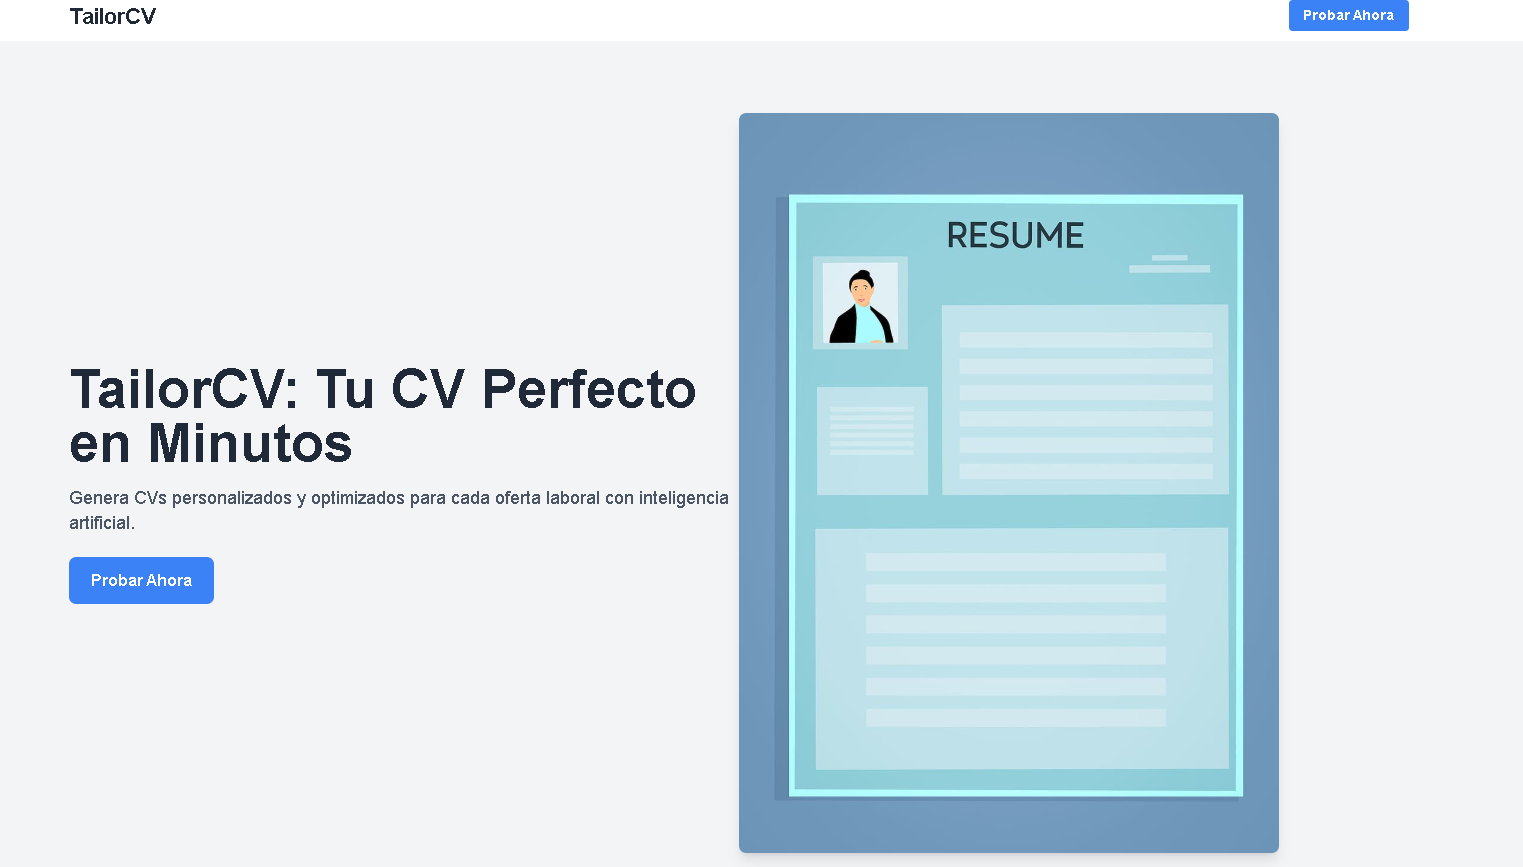 TailorCV
Probar Ahora
TailorCV: Tu CV Perfecto
en Minutos
Genera CVs personalizados y optimizados para cada oferta laboral con inteligencia
artificial.
Probar Ahora
RESUME